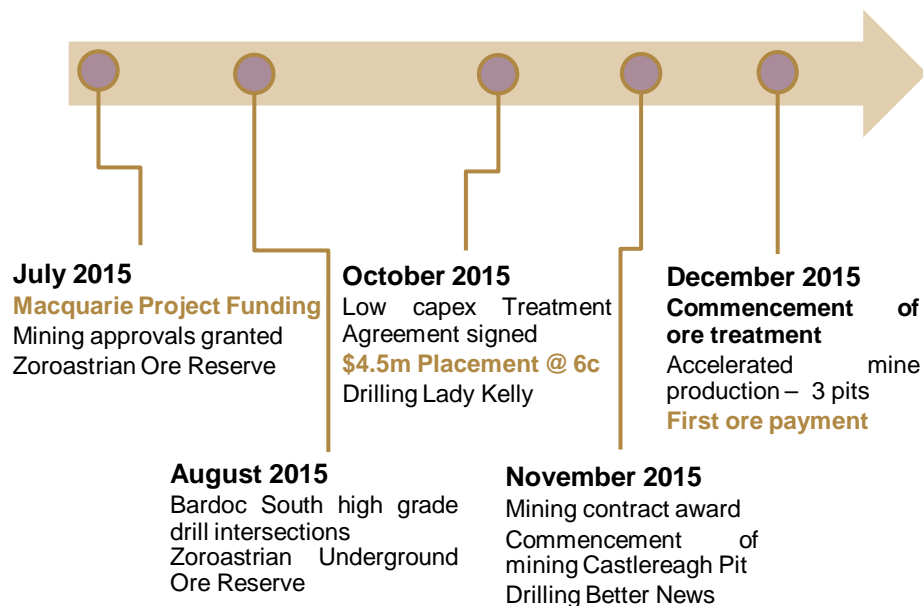 July 2015
Macquarie Project Funding
Mining approvals granted
Zoroastrian Ore Reserve
August 2015
Bardoc South high grade
drill intersections
Zoroastrian Underground
Ore Reserve
October 2015
Low capex Treatment
Agreement signed
$4.5m Placement @ 6c
Drilling Lady Kelly
November 2015
Mining contract award
Commencement of
mining Castlereagh Pit
Drilling Better News
December 2015
Commencement of
ore treatment
Accelerated mine
production – 3 pits
First ore payment